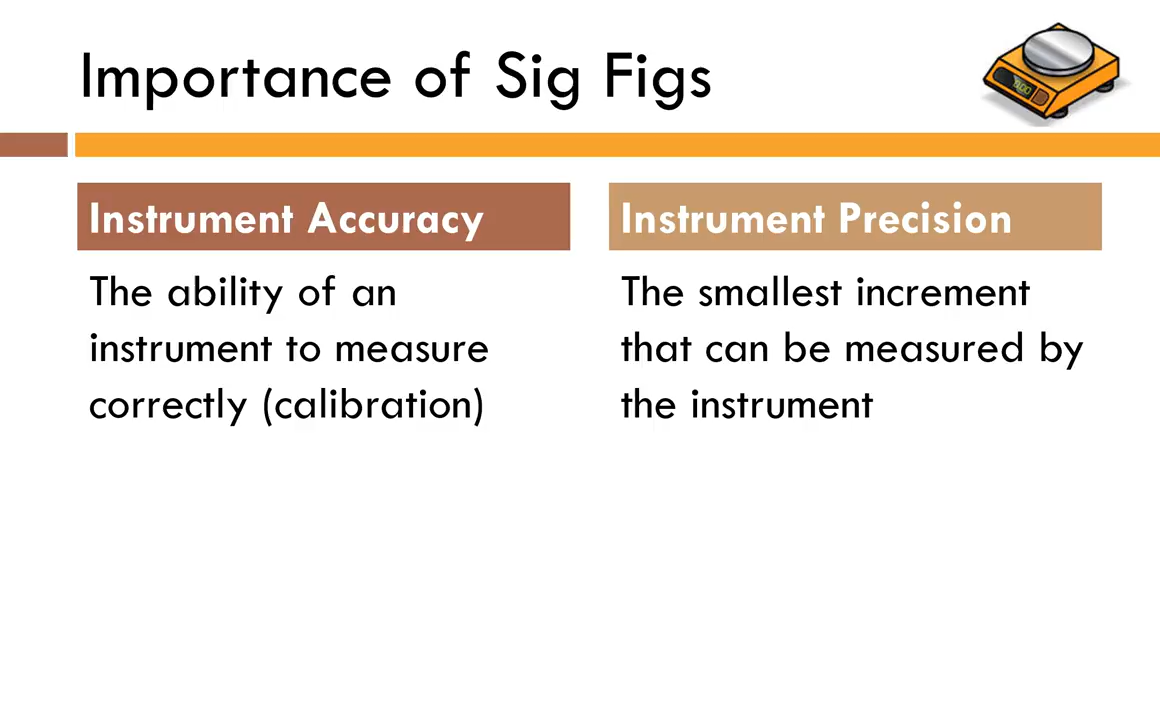 Importance of Sig Figs
Instrument Accuracy
The ability of an
instrument to measure
correctly (calibration)
Instrument Precision
The smallest increment
that can be measured by
the instrument